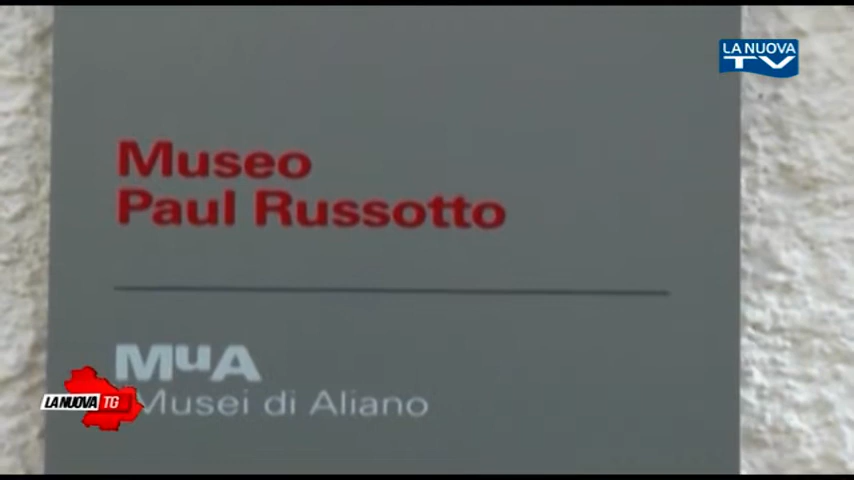 LA NUOVA
TV
Museo
Paul Russotto
MuA
Musei di Aliano
LA NUOVA TG